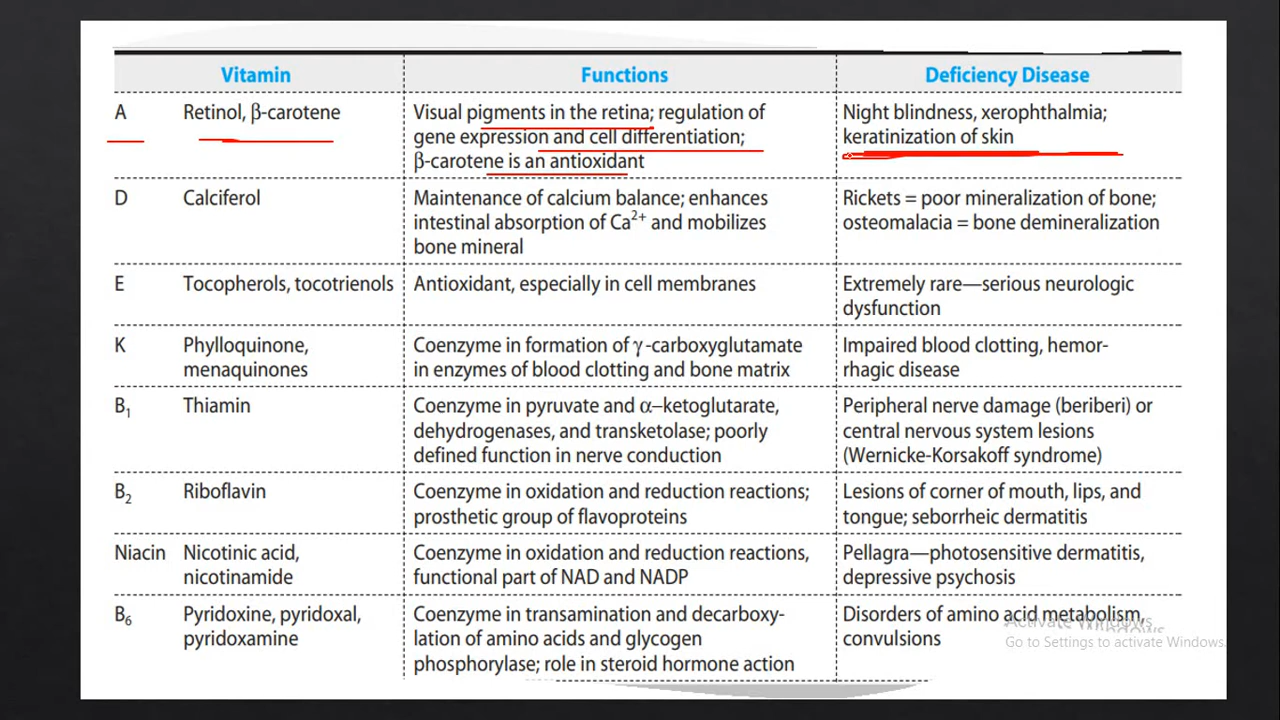 Vitamin Functions Deficiency Disease
A Retinol, β-carotene Visual pigments in the retina; regulation of Night blindness, xerophthalmia;
gene expression and cell differentiation; keratinization of skin
β-carotene is an antioxidant
D Calciferol Maintenance of calcium balance; enhances Rickets = poor mineralization of bone;
intestinal absorption of Ca²⁺ and mobilizes osteomalacia = bone demineralization
bone mineral
E Tocopherols, tocotrienols Antioxidant, especially in cell membranes Extremely rare—serious neurologic
dysfunction
K Phylloquinone, Coenzyme in formation of γ-carboxyglutamate Impaired blood clotting, hemor-
menaquinones in enzymes of blood clotting and bone matrix rhagic disease
B₁ Thiamin Coenzyme in pyruvate and α–ketoglutarate, Peripheral nerve damage (beriberi) or
dehydrogenases, and transketolase; poorly central nervous system lesions
defined function in nerve conduction (Wernicke-Korsakoff syndrome)
B₂ Riboflavin Coenzyme in oxidation and reduction reactions; Lesions of corner of mouth, lips, and
prosthetic group of flavoproteins tongue; seborrheic dermatitis
Niacin Nicotinic acid, Coenzyme in oxidation and reduction reactions, Pellagra—photosensitive dermatitis,
nicotinamide functional part of NAD and NADP depressive psychosis
B₆ Pyridoxine, pyridoxal, Coenzyme in transamination and decarboxy- Disorders of amino acid metabolism,
pyridoxamine lation of amino acids and glycogen convulsions
phosphorylase; role in steroid hormone action
Activate Windows
Go to Settings to activate Windows.